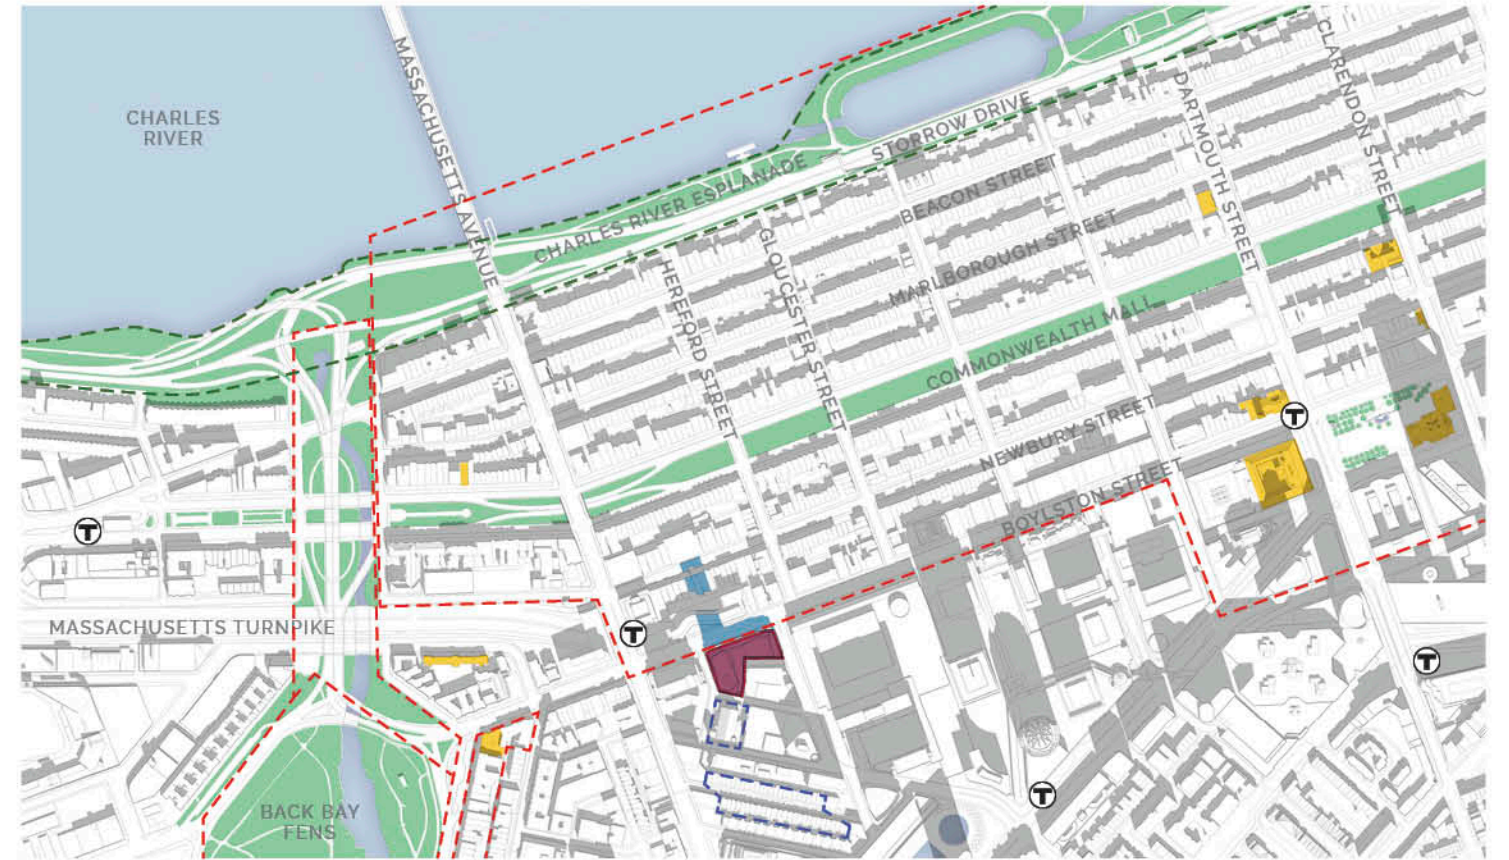 CHARLES
RIVER
MASSACHUSETTS AVENUE
CLARENDON STREET
DARTMOUTH STREET
STORROW DRIVE
CHARLES RIVER ESPLANADE
BEACON STREET
MARLBOROUGH STREET
GLOUCESTER STREET
HEREFORD STREET
COMMONWEALTH MALL
NEWBURY STREET
BOYLSTON STREET
T
T
T
T
T
MASSACHUSETTS TURNPIKE
BACK BAY
FENS